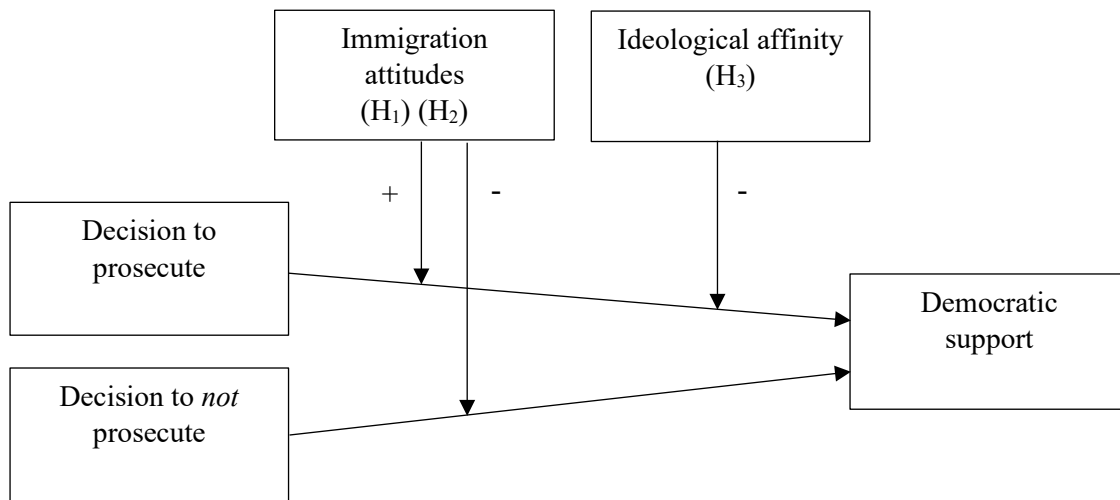 Immigration
attitudes
(H₁) (H₂)
Ideological affinity
(H₃)
+
-
-
Decision to
prosecute
Democratic
support
Decision to not
prosecute